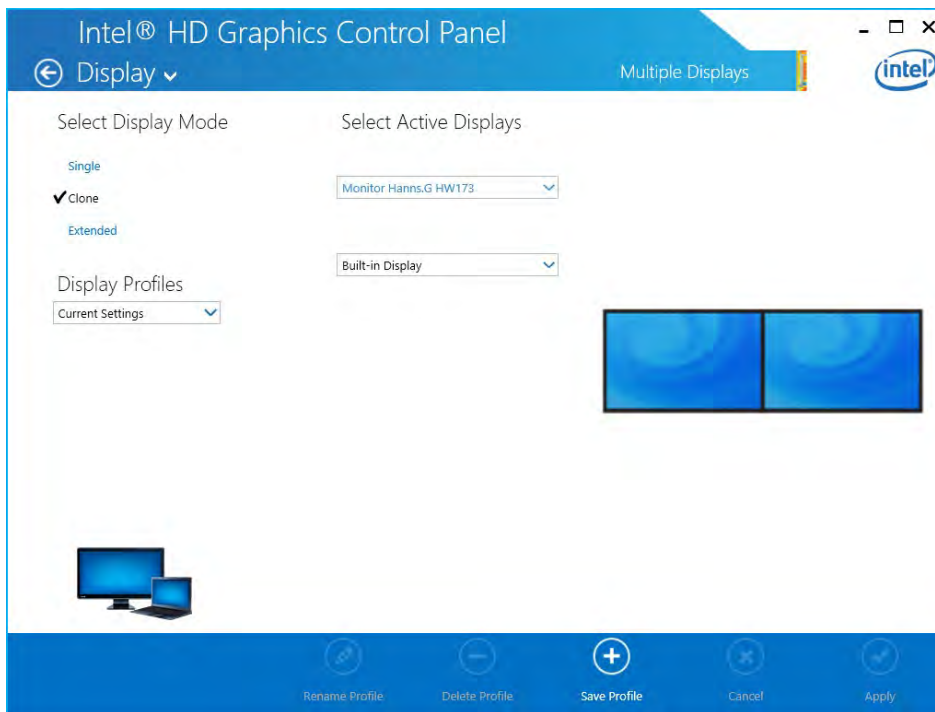 Intel® HD Graphics Control Panel
Display
Multiple Displays
intel
Select Display Mode
Single
Clone
Extended
Display Profiles
Current Settings
Select Active Displays
Monitor Hanns.G HW173
Built-in Display
Rename Profile
Delete Profile
Save Profile
Cancel
Apply